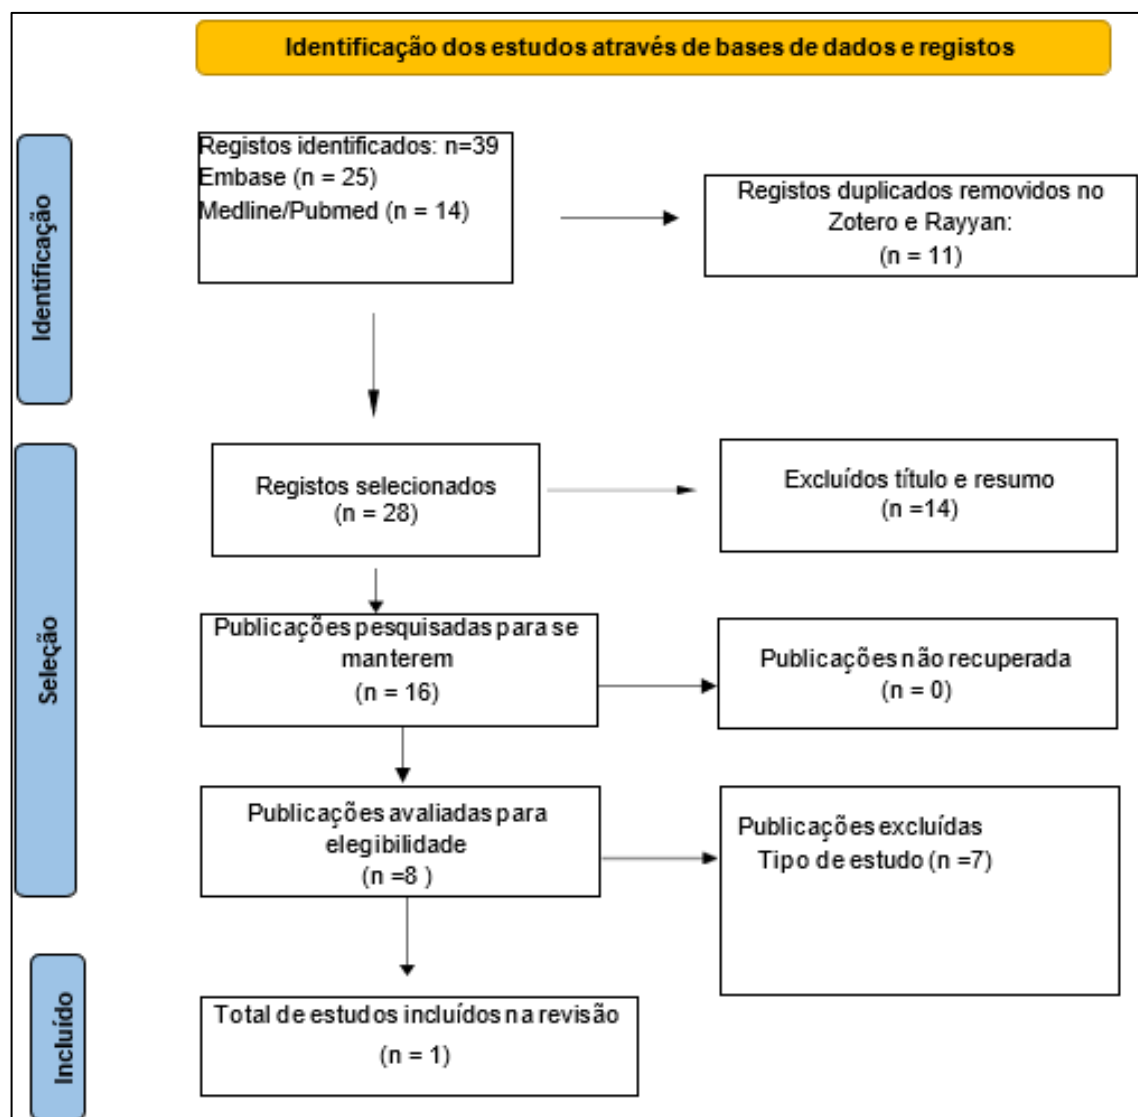 Identificação dos estudos através de bases de dados e registos
Identificação
Registos identificados: n=39
Embase (n = 25)
Medline/Pubmed (n = 14)
Registos duplicados removidos no
Zotero e Rayyan:
(n = 11)
Seleção
Registos selecionados
(n = 28)
Excluídos título e resumo
(n =14)
Publicações pesquisadas para se
manterem
(n = 16)
Publicações não recuperada
(n = 0)
Publicações avaliadas para
elegibilidade
(n =8 )
Publicações excluídas
Tipo de estudo (n =7)
Incluído
Total de estudos incluídos na revisão
(n = 1)